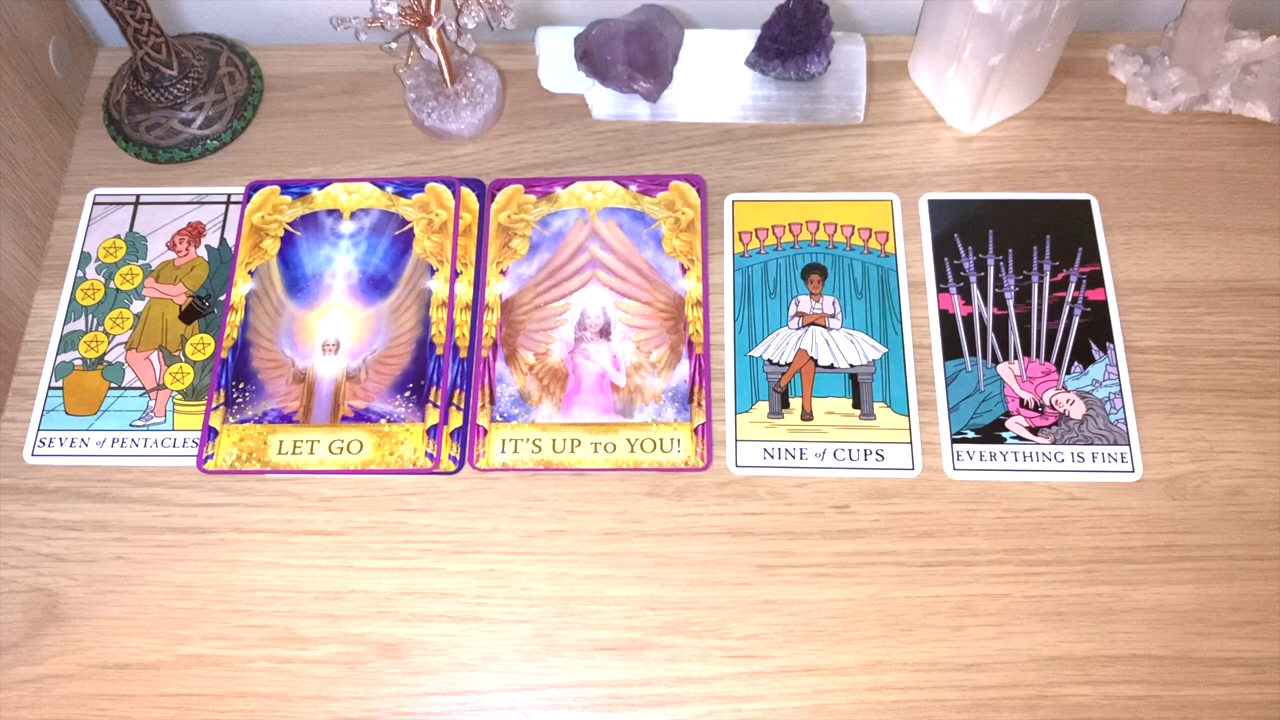 SEVEN of PENTACLES
LET GO
IT'S UP TO YOU!
NINE of CUPS
EVERYTHING IS FINE